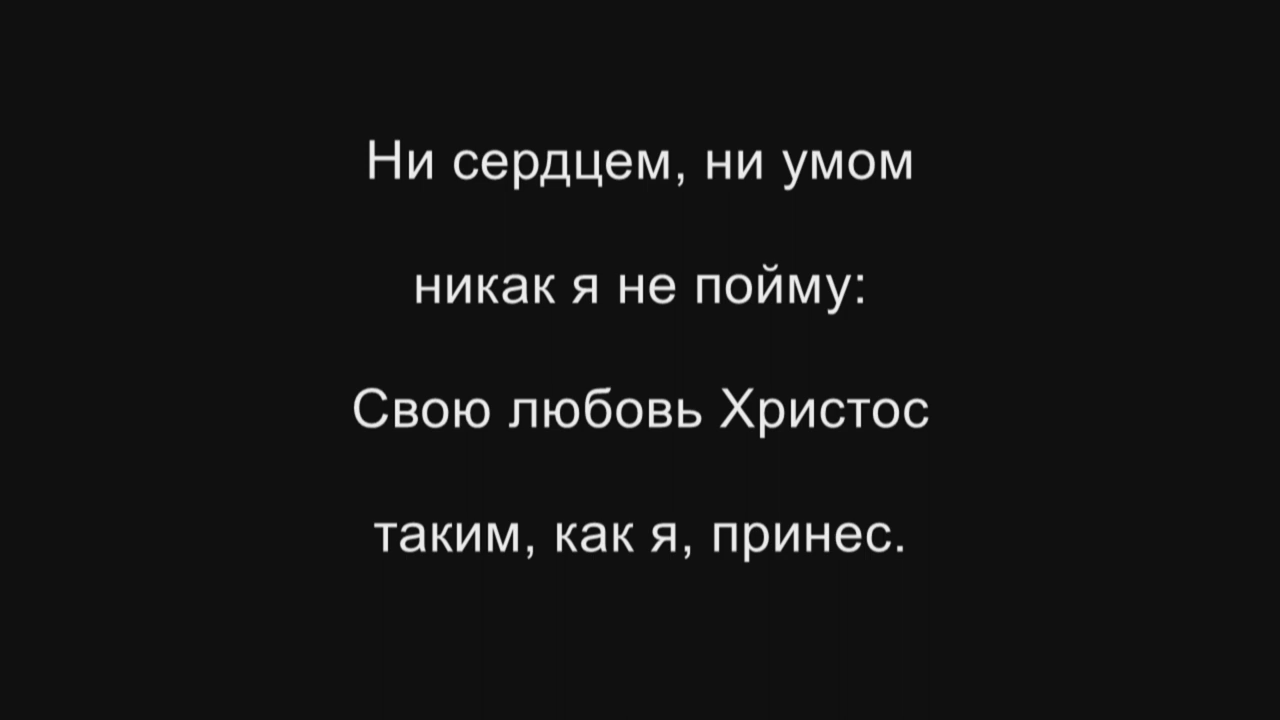 Ни сердцем, ни умом
никак я не пойму:
Свою любовь Христос
таким, как я, принес.